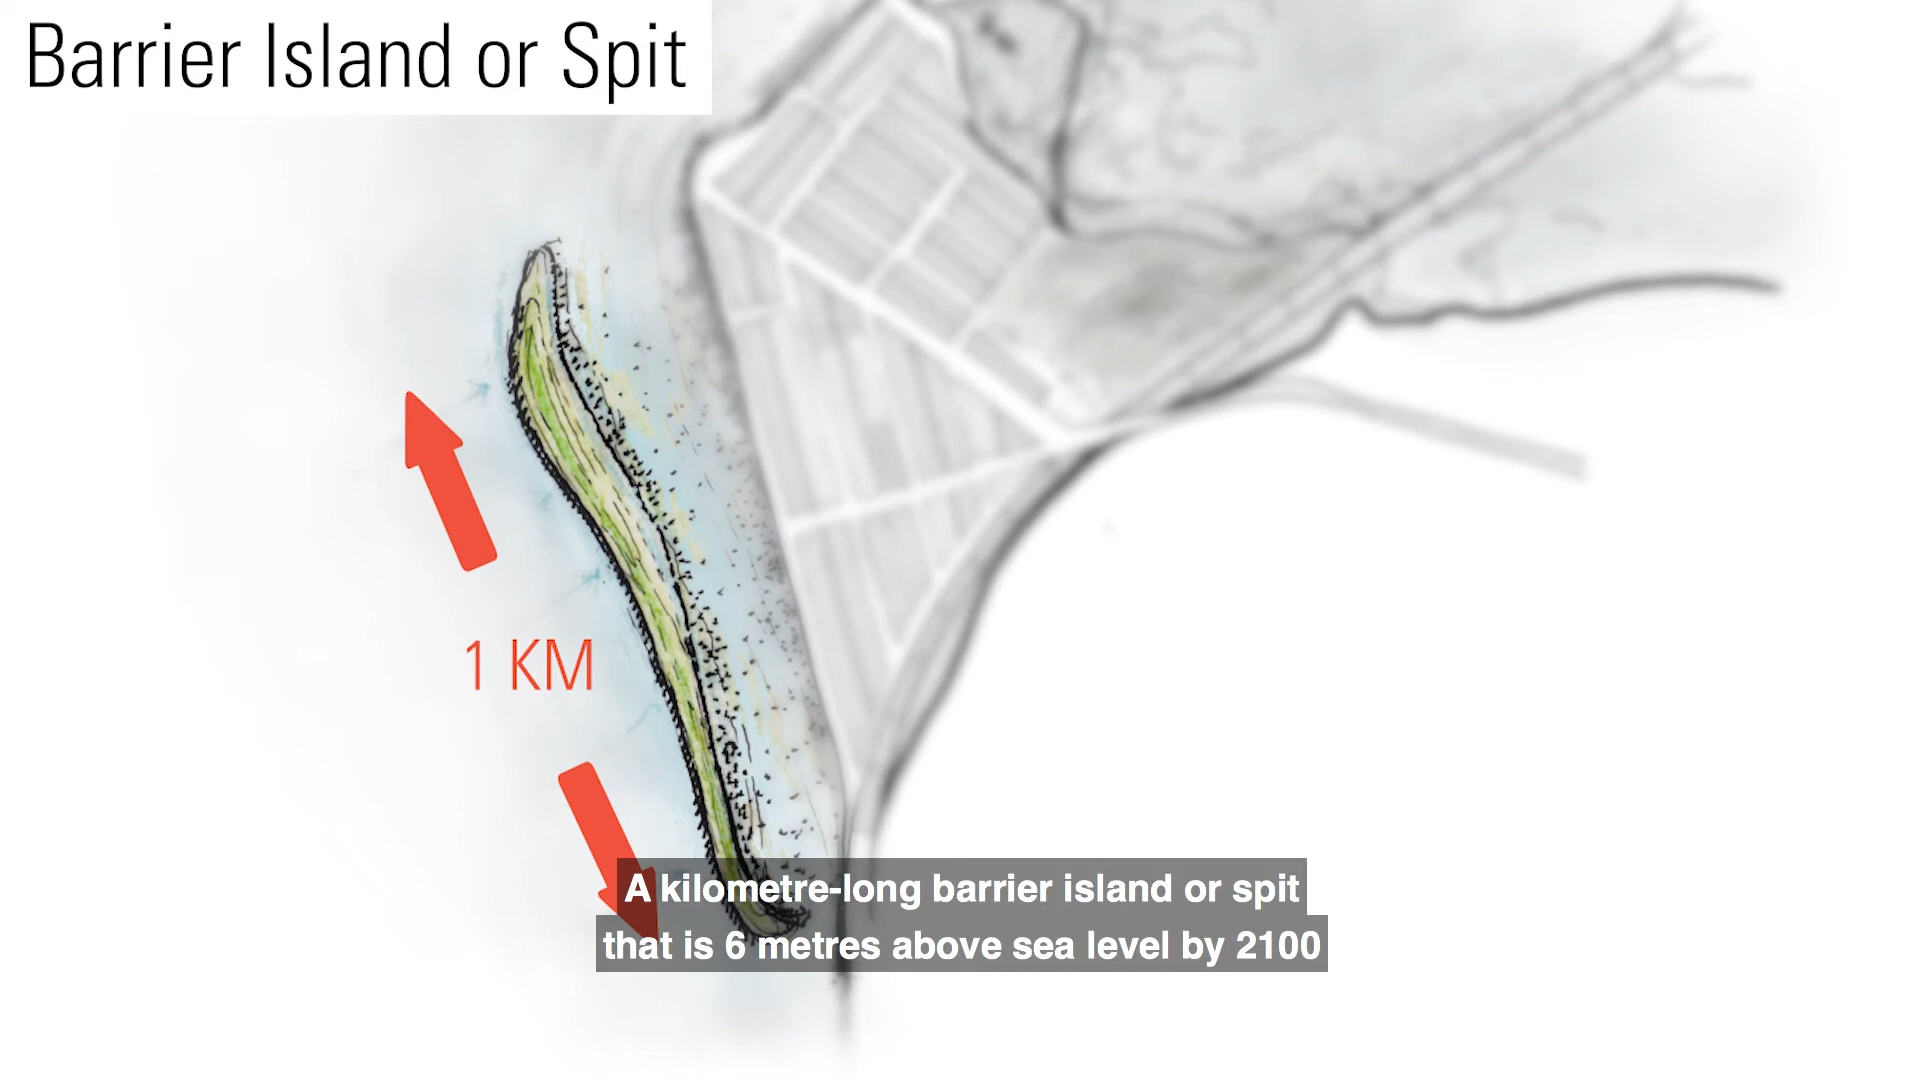 Barrier Island or Spit
1 KM
A kilometre-long barrier island or spit
that is 6 metres above sea level by 2100